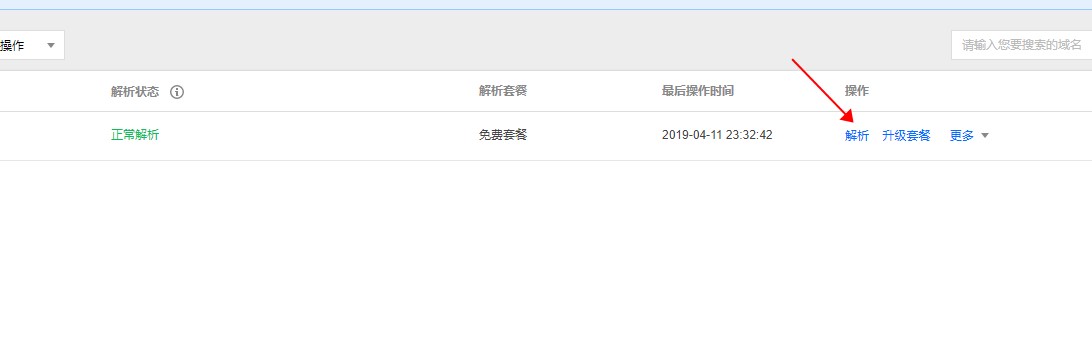 操作
请输入您要搜索的域名
解析状态 解析套餐 最后操作时间 操作
正常解析 免费套餐 2019-04-11 23:32:42 解析 升级套餐 更多